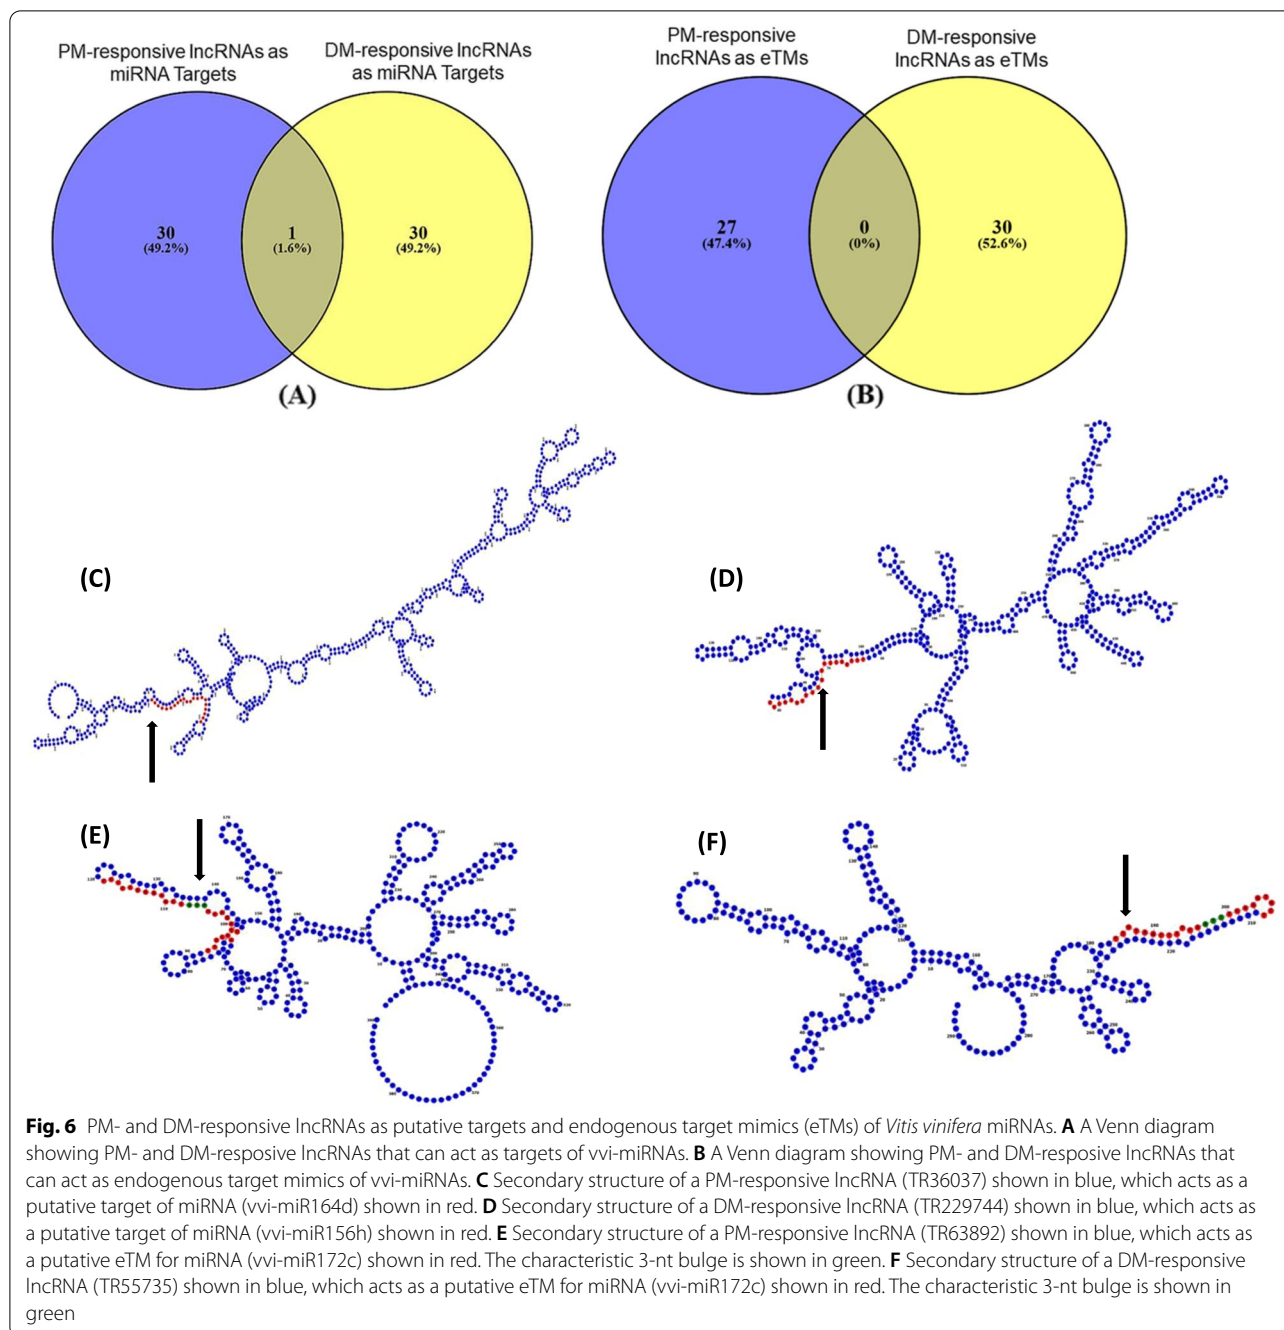 PM-responsive lncRNAs as
miRNA Targets
DM-responsive lncRNAs
as miRNA Targets
PM-responsive
lncRNAs as eTMs
DM-responsive
lncRNAs as eTMs
30
(49.2%)
1
(1.6%)
30
(49.2%)
27
(47.4%)
0
(0%)
30
(52.6%)
(A)
(B)
(C)
(D)
(E)
(F)
Fig. 6 PM- and DM-responsive lncRNAs as putative targets and endogenous target mimics (eTMs) of Vitis vinifera miRNAs. A A Venn diagram
showing PM- and DM-resposive lncRNAs that can act as targets of vvi-miRNAs. B A Venn diagram showing PM- and DM-resposive lncRNAs that
can act as endogenous target mimics of vvi-miRNAs. C Secondary structure of a PM-responsive lncRNA (TR36037) shown in blue, which acts as a
putative target of miRNA (vvi-miR164d) shown in red. D Secondary structure of a DM-responsive lncRNA (TR229744) shown in blue, which acts as
a putative target of miRNA (vvi-miR156h) shown in red. E Secondary structure of a PM-responsive lncRNA (TR63892) shown in blue, which acts as
a putative eTM for miRNA (vvi-miR172c) shown in red. The characteristic 3-nt bulge is shown in green. F Secondary structure of a DM-responsive
lncRNA (TR55735) shown in blue, which acts as a putative eTM for miRNA (vvi-miR172c) shown in red. The characteristic 3-nt bulge is shown in
green